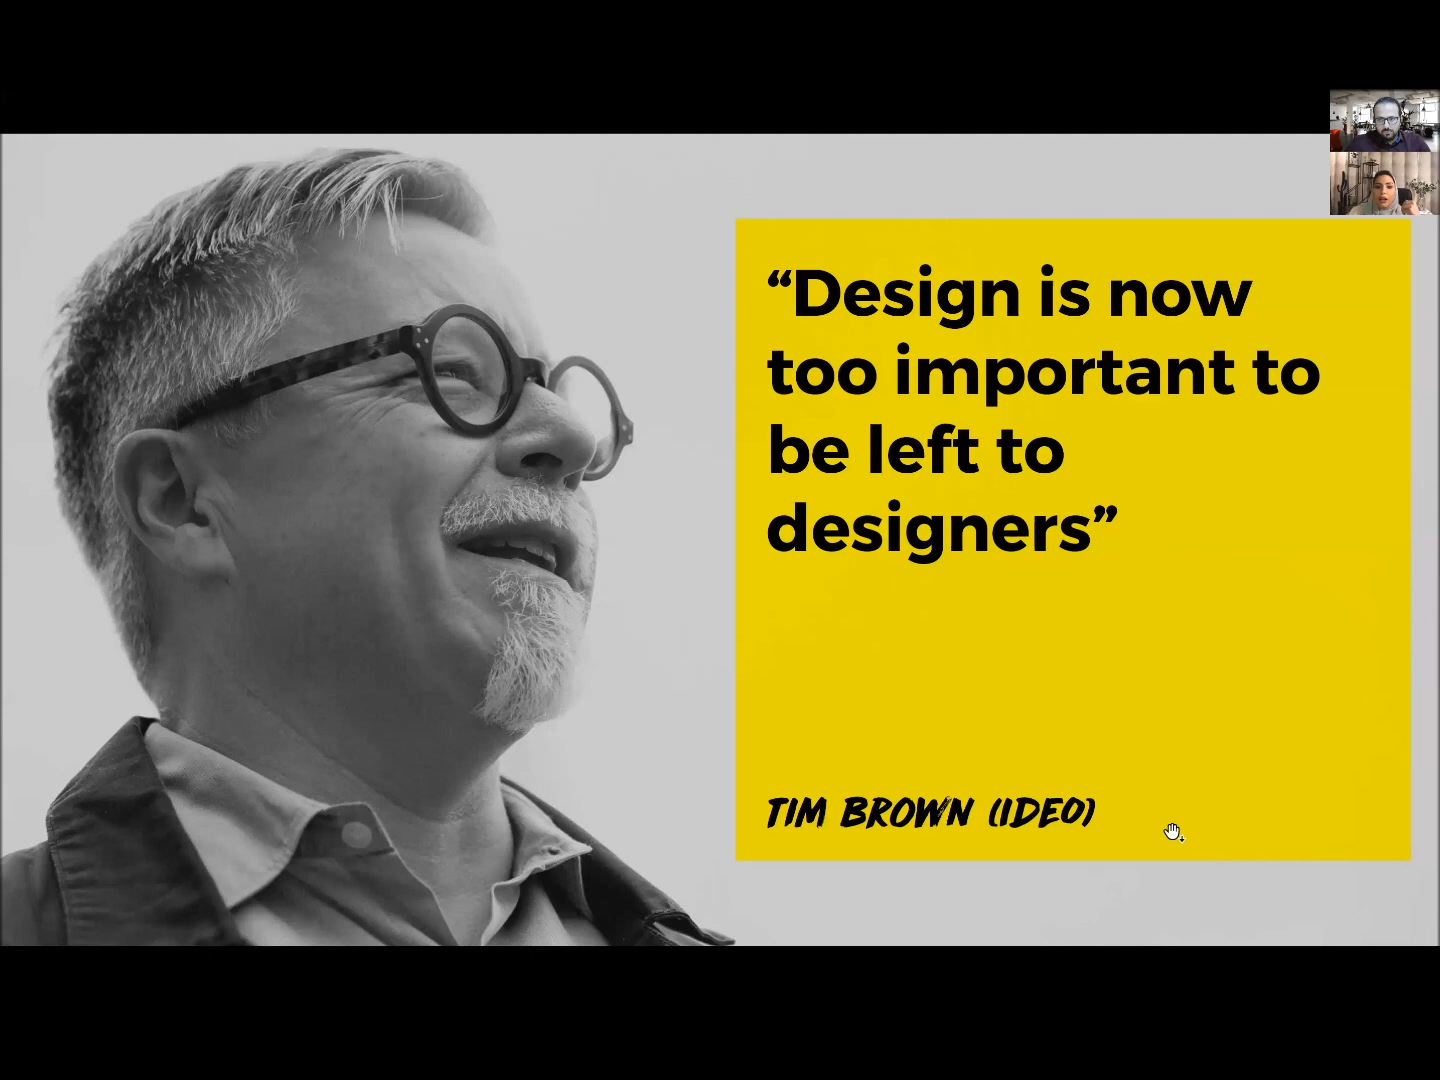 “Design is now
too important to
be left to
designers”
TIM BROWN (IDEO)